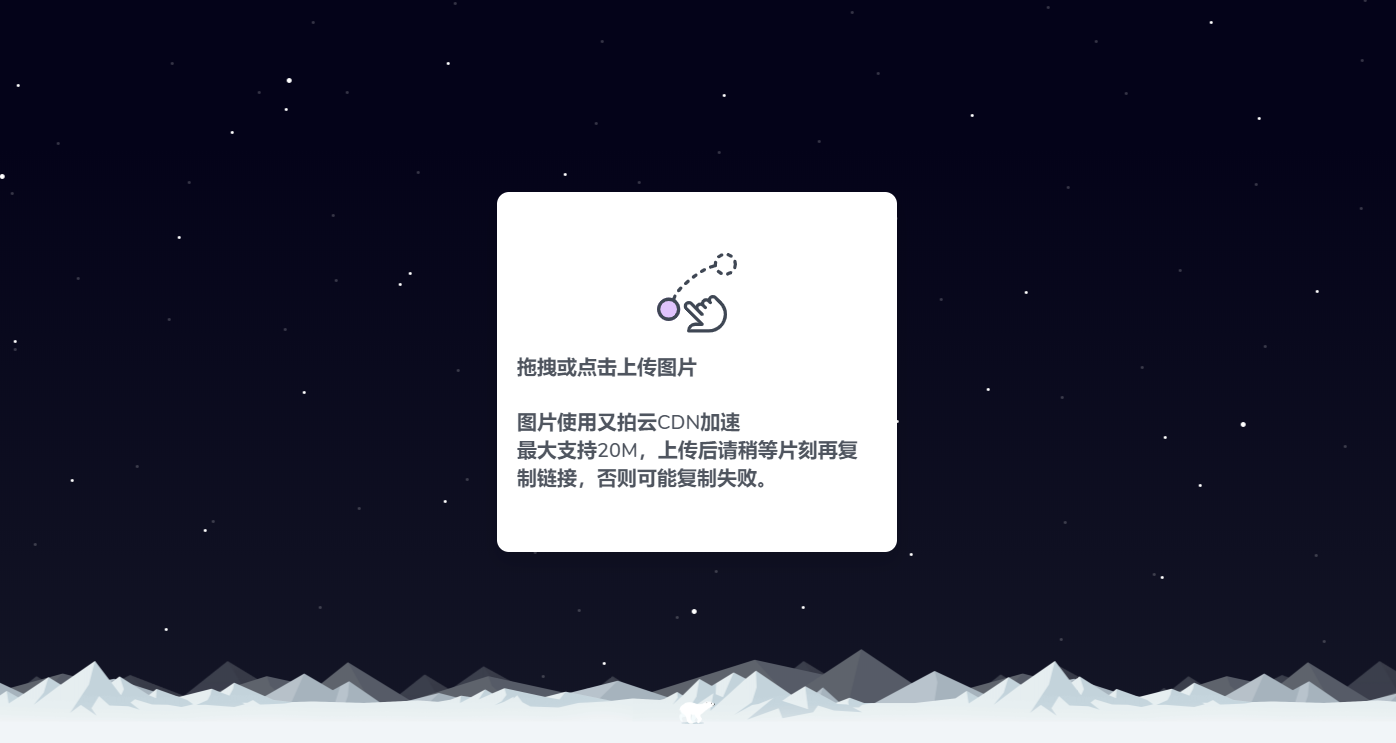 拖拽或点击上传图片
图片使用又拍云CDN加速
最大支持20M，上传后请稍等片刻再复
制链接，否则可能复制失败。